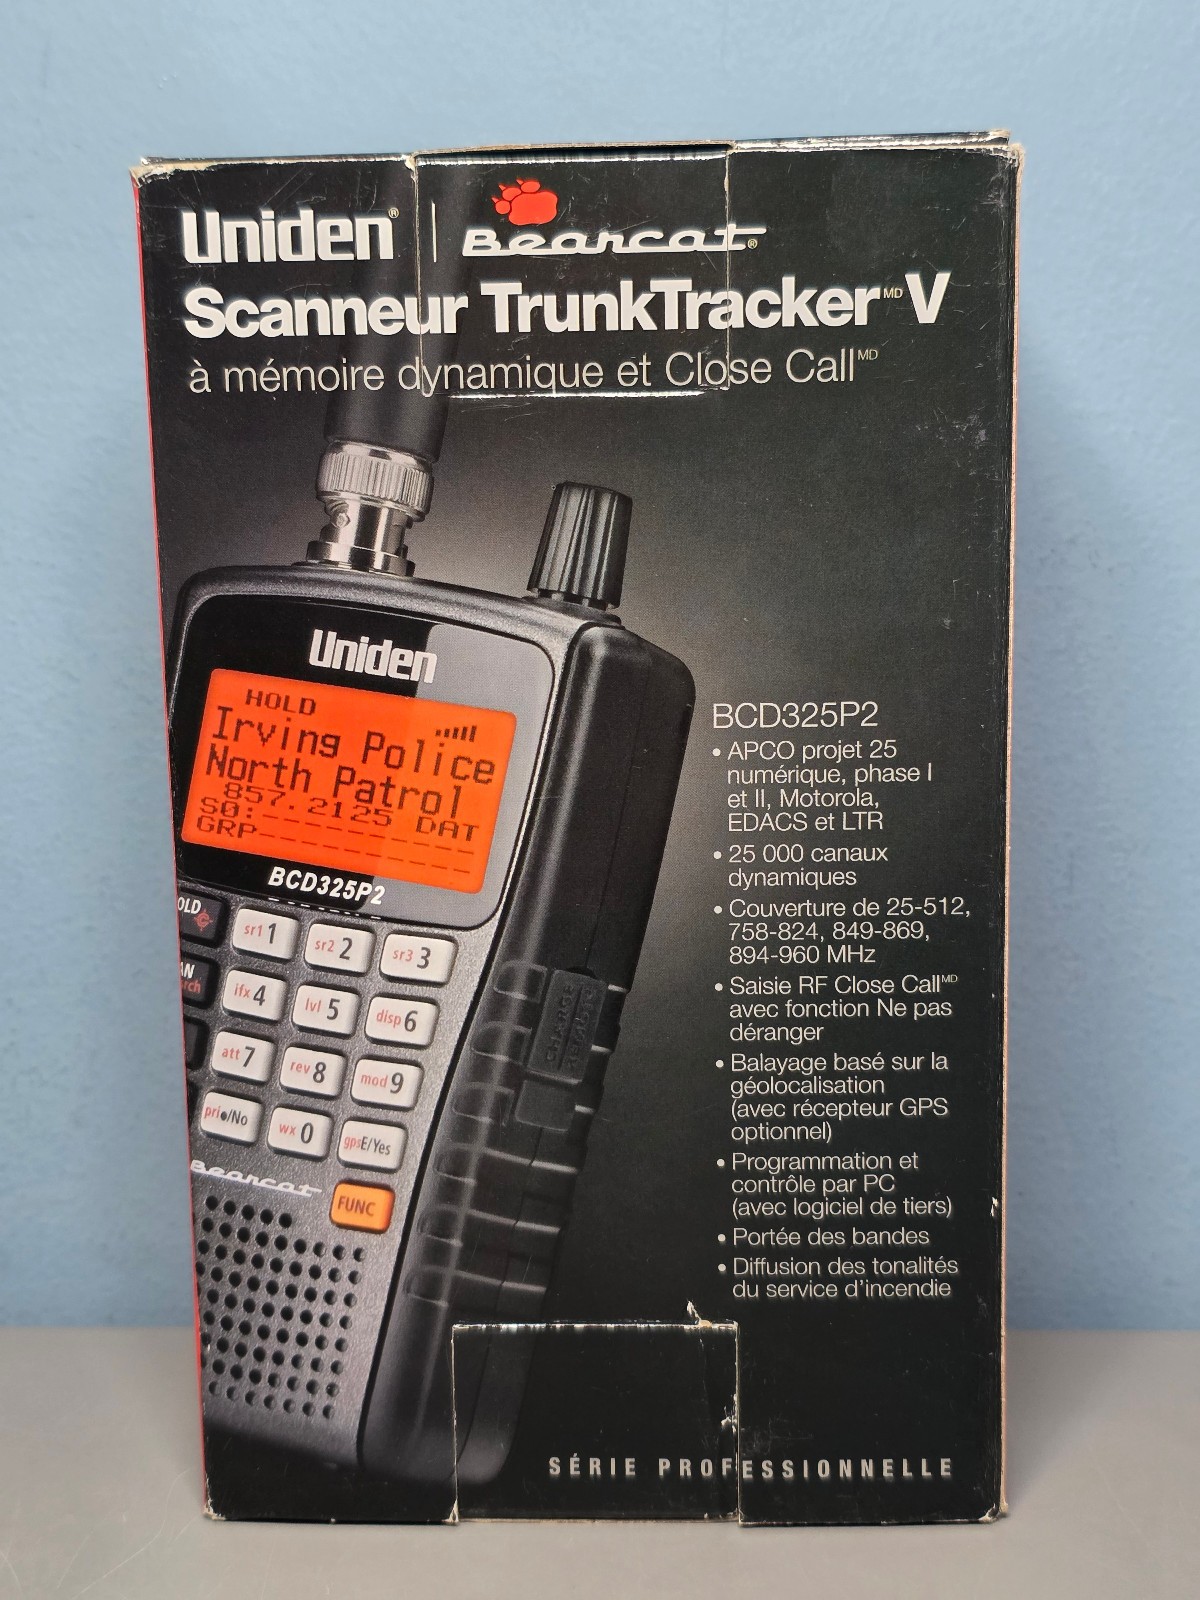 Uniden® | Bearcat®
Scanneur TrunkTracker MD V
à mémoire dynamique et Close Call MD
Uniden
HOLD
Irving Police
North Patrol
857.2125 DAT
S0:----------
GRP----------
BCD325P2
OLD
sr1 1
sr2 2
sr3 3
AN
rch
ifx 4
lvl 5
disp 6
att 7
rev 8
mod 9
pri •/No
wx 0
gps E/Yes
Bearcat
FUNC
CHARGE
BCD325P2
• APCO projet 25
numérique, phase I
et II, Motorola,
EDACS et LTR
• 25 000 canaux
dynamiques
• Couverture de 25-512,
758-824, 849-869,
894-960 MHz
• Saisie RF Close Call MD
avec fonction Ne pas
déranger
• Balayage basé sur la
géolocalisation
(avec récepteur GPS
optionnel)
• Programmation et
contrôle par PC
(avec logiciel de tiers)
• Portée des bandes
• Diffusion des tonalités
du service d'incendie
SÉRIE PROFESSIONNELLE